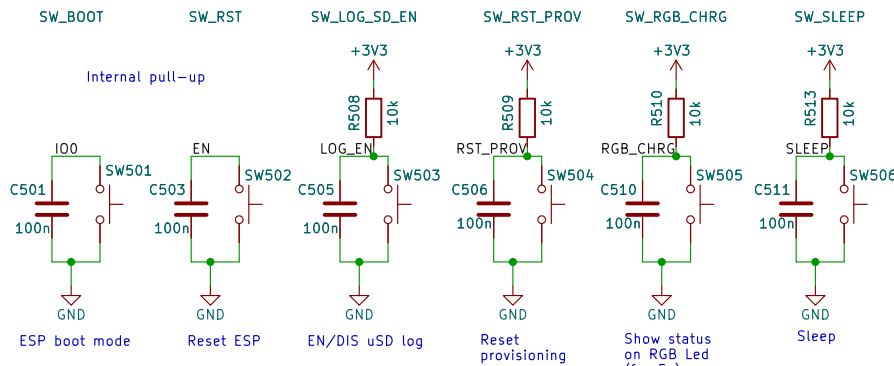 SW_BOOT SW_RST SW_LOG_SD_EN SW_RST_PROV SW_RGB_CHRG SW_SLEEP
+3V3 +3V3 +3V3 +3V3
Internal pull-up
R508 10k R509 10k R510 10k R513 10k
IO0 EN LOG_EN RST_PROV RGB_CHRG SLEEP
SW501 SW502 SW503 SW504 SW505 SW506
C501 C503 C505 C506 C510 C511
100n 100n 100n 100n 100n 100n
GND GND GND GND GND GND
ESP boot mode Reset ESP EN/DIS uSD log Reset Show status Sleep
provisioning on RGB Led